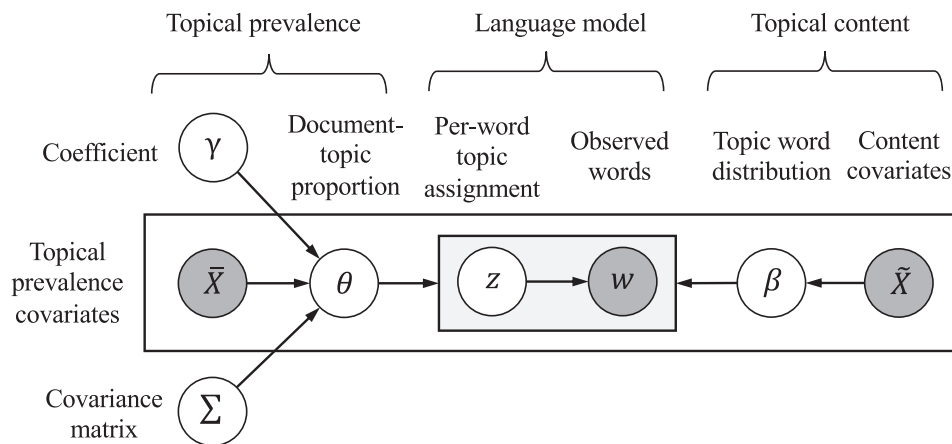 Topical prevalence
Language model
Topical content
Coefficient
γ
Document-
topic
proportion
Per-word
topic
assignment
Observed
words
Topic word
distribution
Content
covariates
Topical
prevalence
covariates
X̄
θ
z
w
β
X̃
Covariance
matrix
Σ